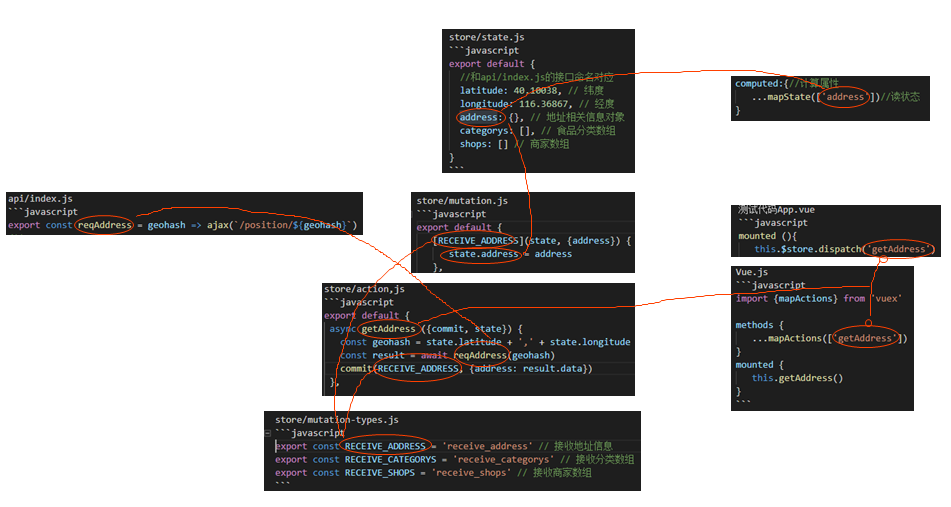 store/state.js
```javascript
export default {
//和api/index.js的接口命名对应
latitude: 40.10038, // 纬度
longitude: 116.36867, // 经度
address: {}, // 地址相关信息对象
categorys: [], // 食品分类数组
shops: [] // 商家数组
}
```
computed:{//计算属性
...mapState(['address'])//读状态
}
api/index.js
```javascript
export const reqAddress = geohash => ajax(`/position/${geohash}`)
store/mutation.js
```javascript
export default {
[RECEIVE_ADDRESS](state, {address}) {
state.address = address
},
测试代码App.vue
```javascript
mounted (){
this.$store.dispatch('getAddress')
Vue.js
```javascript
import {mapActions} from 'vuex'
methods {
...mapActions(['getAddress'])
}
mounted {
this.getAddress()
}
```
store/action,js
```javascript
export default {
async getAddress ({commit, state}) {
const geohash = state.latitude + ',' + state.longitude
const result = await reqAddress(geohash)
commit(RECEIVE_ADDRESS, {address: result.data})
},
store/mutation-types.js
```javascript
export const RECEIVE_ADDRESS = 'receive_address' // 接收地址信息
export const RECEIVE_CATEGORYS = 'receive_categorys' // 接收分类数组
export const RECEIVE_SHOPS = 'receive_shops' // 接收商家数组
```